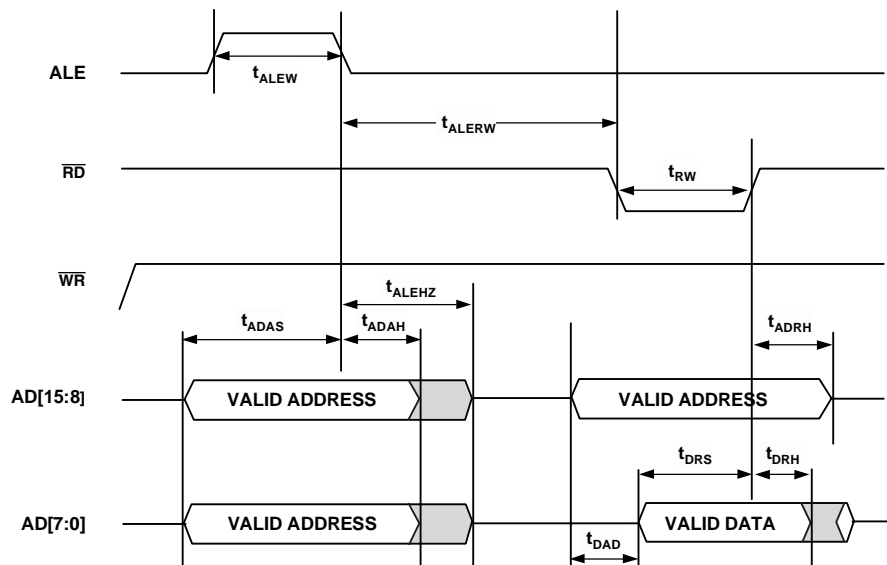 ALE
tALEW
tALERW
RD
tRW
WR
tALEHZ
tADAS
tADAH
tADRH
AD[15:8]
VALID ADDRESS
VALID ADDRESS
tDRS
tDRH
AD[7:0]
VALID ADDRESS
VALID DATA
tDAD